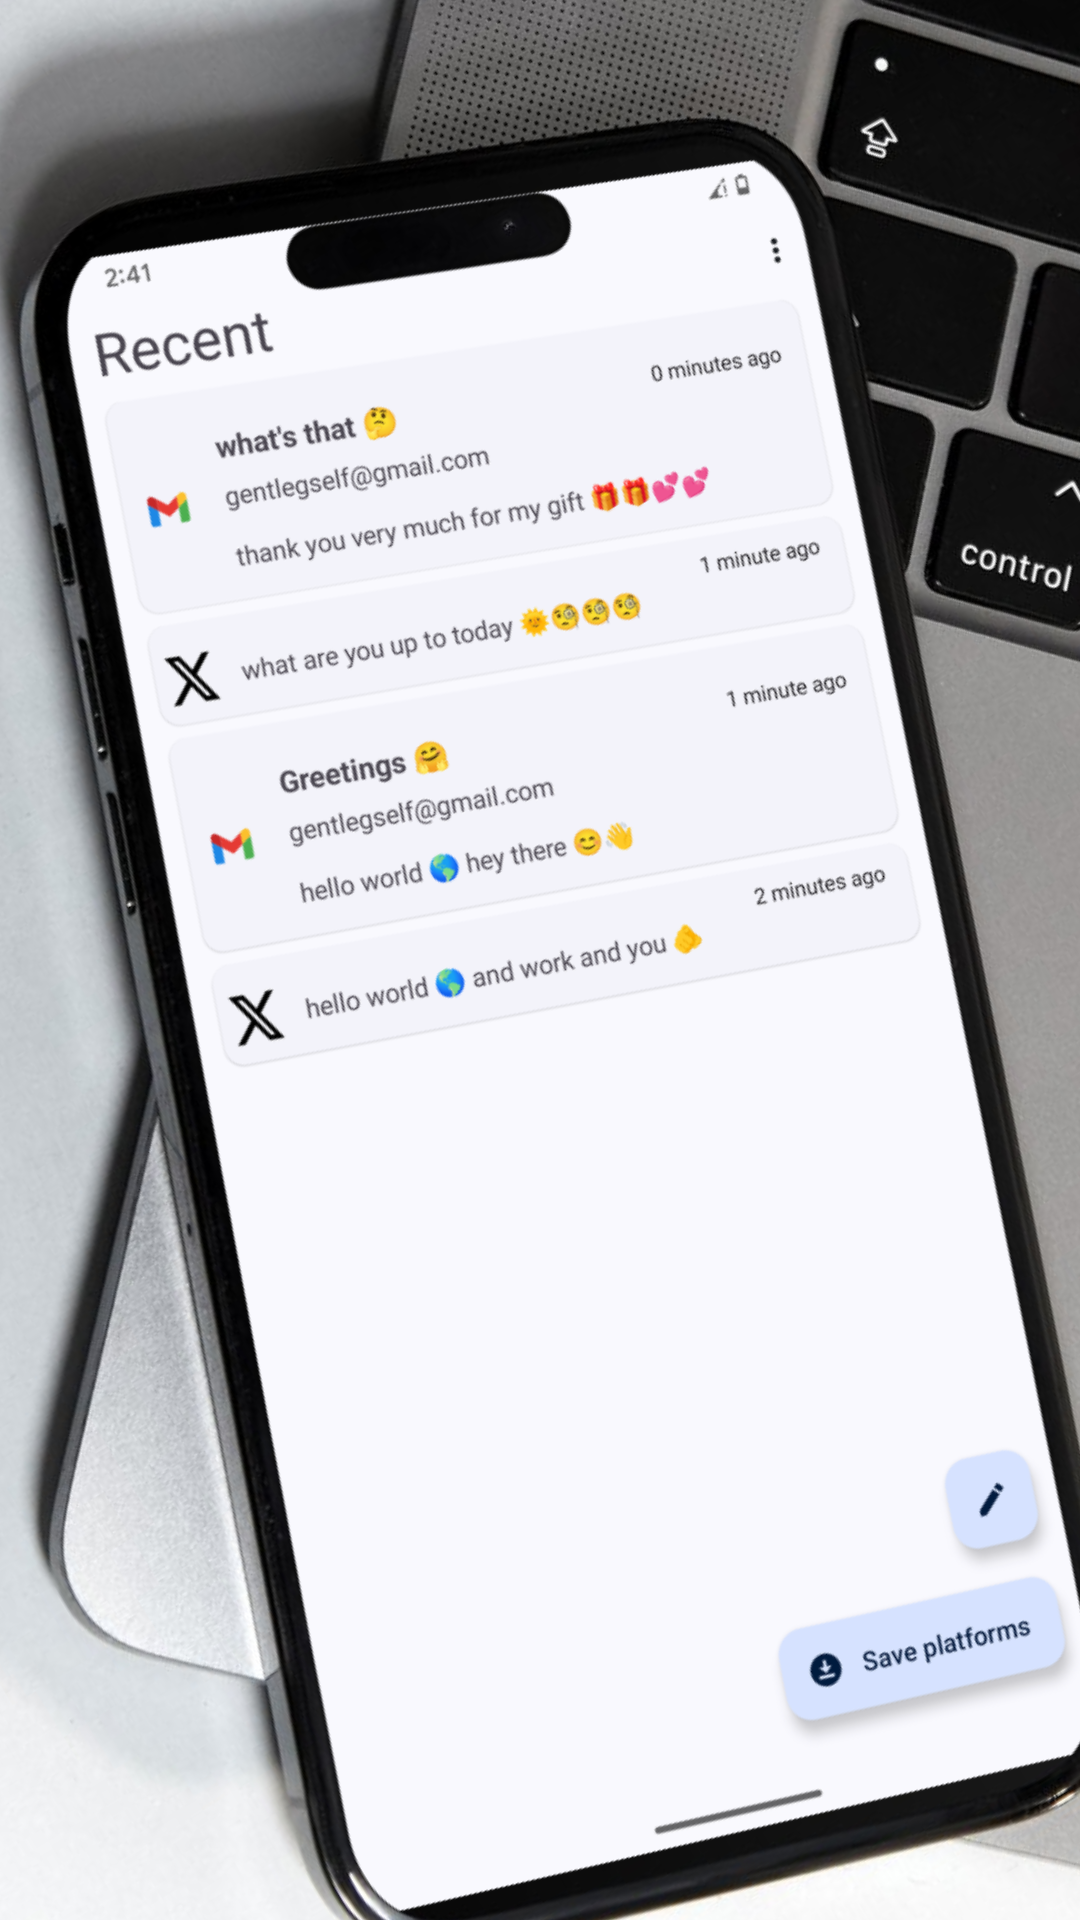 2:41
Recent
0 minutes ago
what's that 🤔
gentlegself@gmail.com
thank you very much for my gift 🎁🎁💕💕
1 minute ago
what are you up to today 🌞🧐🧐🧐
1 minute ago
Greetings 🤗
gentlegself@gmail.com
hello world 🌎 hey there 😊👋
2 minutes ago
hello world 🌎 and work and you 🫵
Save platforms
control